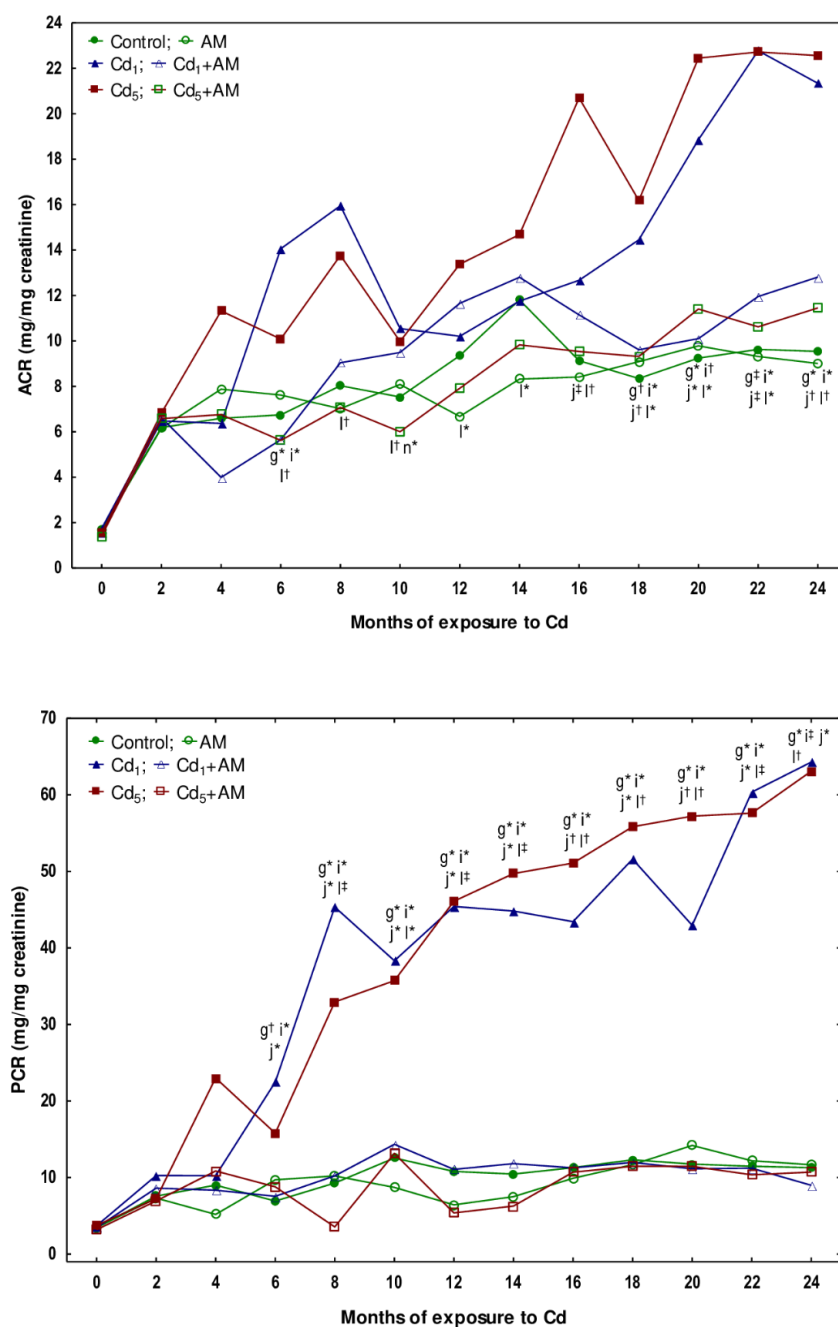 24
22
20
18
16
14
12
10
8
6
4
2
0
ACR (mg/mg creatinine)
Control; AM
Cd₁; Cd₁+AM
Cd₅; Cd₅+AM
g* i*
l†
l†
l† n*
l*
l*
j‡ l†
g† i*
j† l*
g* i†
j* l*
g‡ i*
j‡ l*
g* i*
j† l†
0 2 4 6 8 10 12 14 16 18 20 22 24
Months of exposure to Cd
70
60
50
40
30
20
10
0
PCR (mg/mg creatinine)
Control; AM
Cd₁; Cd₁+AM
Cd₅; Cd₅+AM
g† i*
j*
g* i*
j* l‡
g* i*
j* l*
g* i*
j* l‡
g* i*
j* l‡
g* i*
j† l†
g* i*
j* l†
g* i*
j† l†
g* i*
j* l‡
g* i‡ j*
l†
0 2 4 6 8 10 12 14 16 18 20 22 24
Months of exposure to Cd